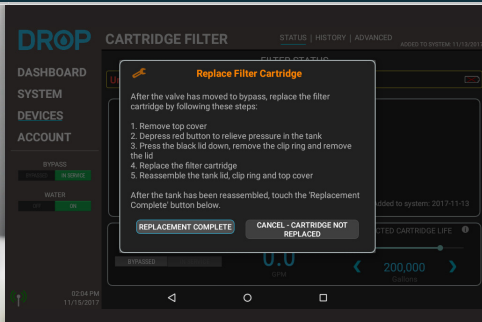 DROP
CARTRIDGE FILTER
STATUS | HISTORY | ADVANCED
ADDED TO SYSTEM: 11/13/2017
FILTER STATUS
DASHBOARD
SYSTEM
DEVICES
ACCOUNT
BYPASS
BYPASSED IN SERVICE
WATER
OFF ON
02:04 PM
11/15/2017
Replace Filter Cartridge
After the valve has moved to bypass, replace the filter
cartridge by following these steps:
1. Remove top cover
2. Depress red button to relieve pressure in the tank
3. Press the black lid down, remove the clip ring and remove
the lid
4. Replace the filter cartridge
5. Reassemble the tank lid, clip ring and top cover
After the tank has been reassembled, touch the 'Replacement
Complete' button below.
REPLACEMENT COMPLETE
CANCEL - CARTRIDGE NOT
REPLACED
Added to system: 2017-11-13
CARTRIDGE LIFE
BYPASSED
0.0
GPM
200,000
Gallons